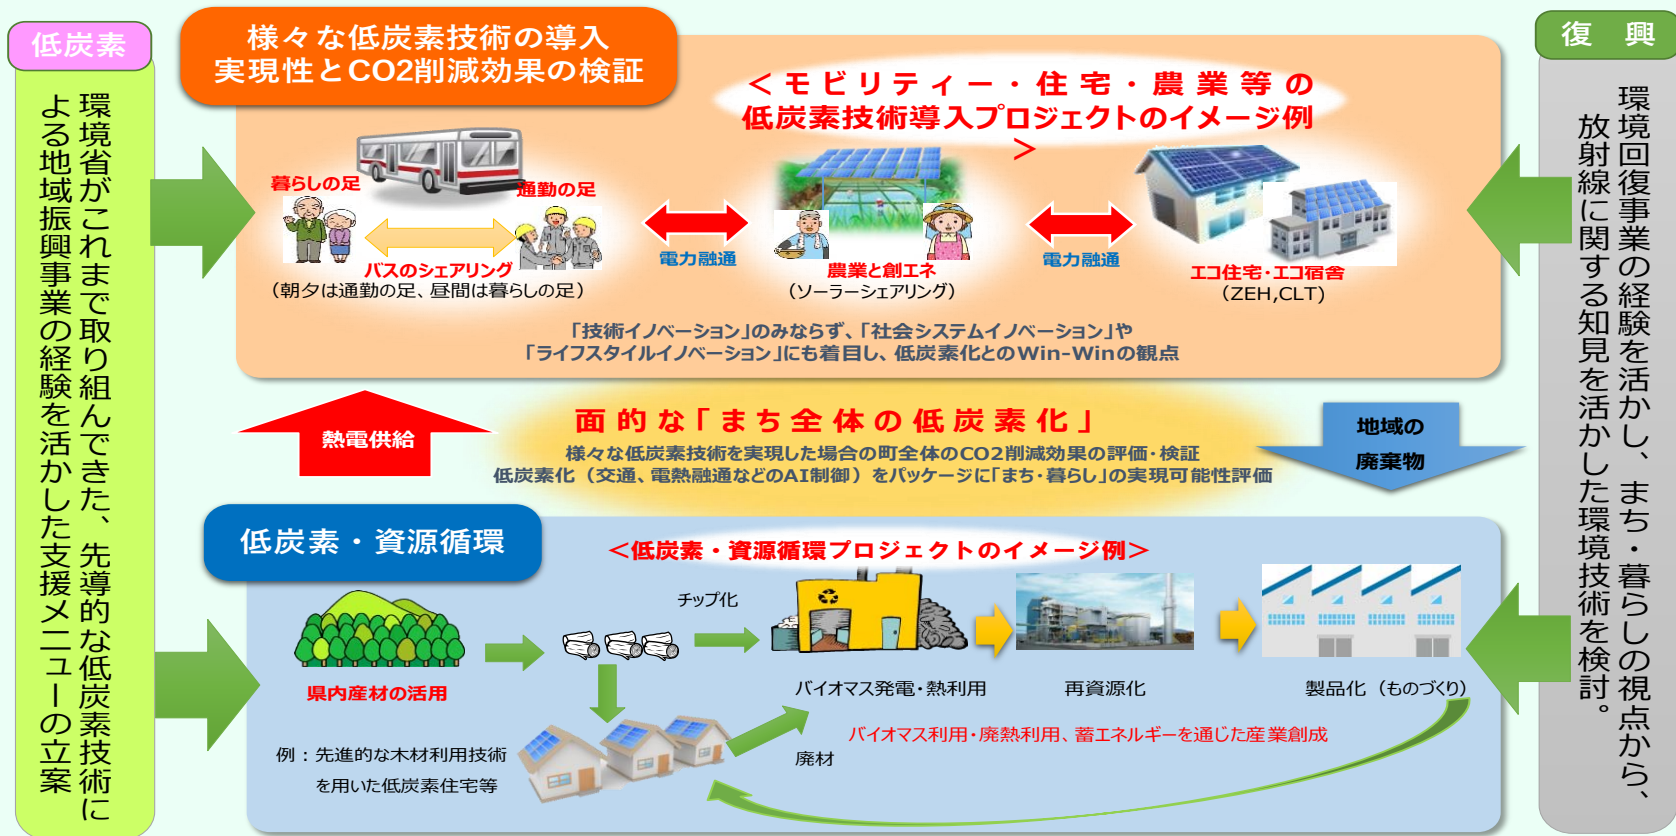 低炭素
環境省がこれまで取り組んできた、先導的な低炭素技術に
よる地域振興事業の経験を活かした支援メニューの立案
様々な低炭素技術の導入
実現性とCO2削減効果の検証
＜モビリティー・住宅・農業等の
低炭素技術導入プロジェクトのイメージ例
＞
暮らしの足
通勤の足
バスのシェアリング
（朝夕は通勤の足、昼間は暮らしの足）
電力融通
農業と創エネ
（ソーラーシェアリング）
電力融通
エコ住宅・エコ宿舎
（ZEH,CLT）
「技術イノベーション」のみならず、「社会システムイノベーション」や
「ライフスタイルイノベーション」にも着目し、低炭素化とのWin-Winの観点
熱電供給
面的な「まち全体の低炭素化」
様々な低炭素技術を実現した場合の町全体のCO2削減効果の評価・検証
低炭素化（交通、電熱融通などのAI制御）をパッケージに「まち・暮らし」の実現可能性評価
地域の
廃棄物
低炭素・資源循環
＜低炭素・資源循環プロジェクトのイメージ例＞
県内産材の活用
チップ化
バイオマス発電・熱利用
再資源化
製品化（ものづくり）
バイオマス利用・廃熱利用、蓄エネルギーを通じた産業創成
廃材
例：先進的な木材利用技術
を用いた低炭素住宅等
復　興
環境回復事業の経験を活かし、まち・暮らしの視点から、
放射線に関する知見を活かした環境技術を検討。